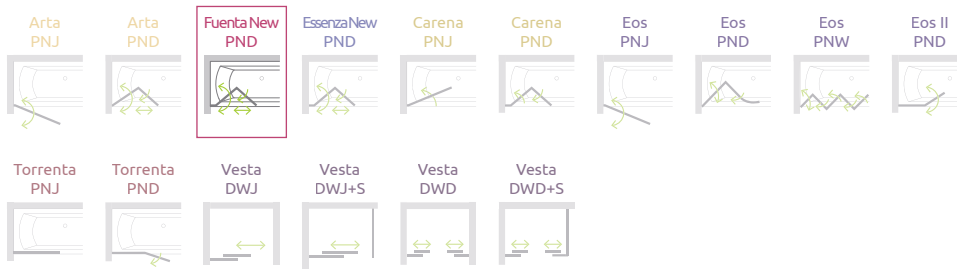 Arta
PNJ
Arta
PND
Fuenta New
PND
Essenza New
PND
Carena
PNJ
Carena
PND
Eos
PNJ
Eos
PND
Eos
PNW
Eos II
PND
Torrenta
PNJ
Torrenta
PND
Vesta
DWJ
Vesta
DWJ+S
Vesta
DWD
Vesta
DWD+S